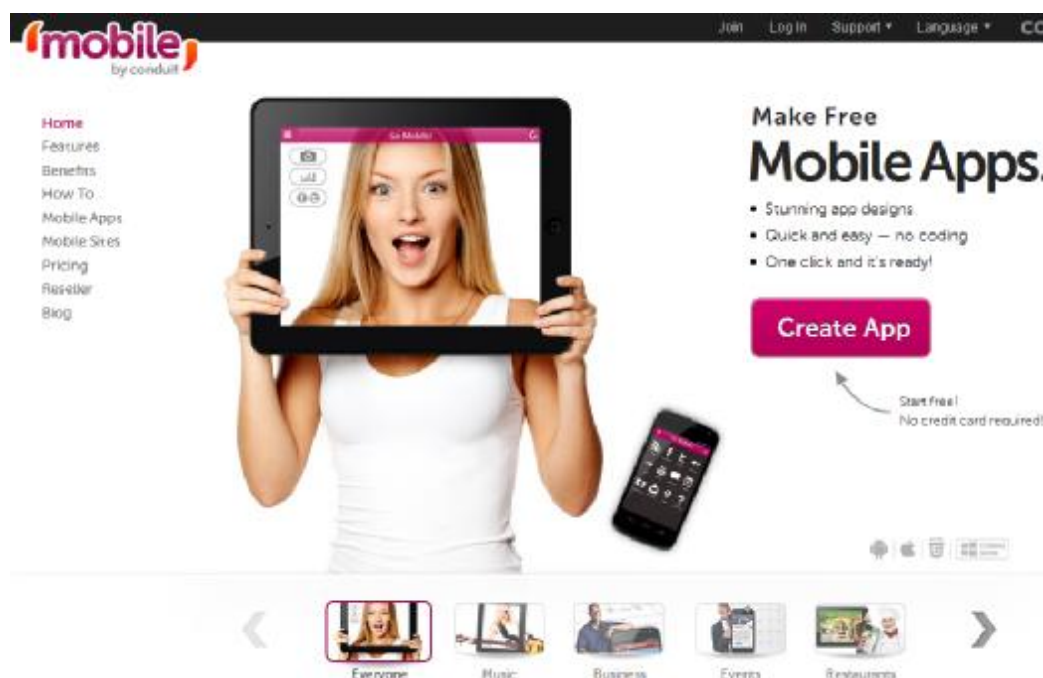 Join Log In Support Language CO
mobile
by conduit
Home
Features
Benefits
How To
Mobile Apps
Mobile Sites
Pricing
Reseller
Blog
Go Mobile!
Make Free
Mobile Apps.
Stunning app designs
Quick and easy — no coding
One click and it's ready!
Create App
Start free!
No credit card required!
Everyone Music Business Events Restaurants